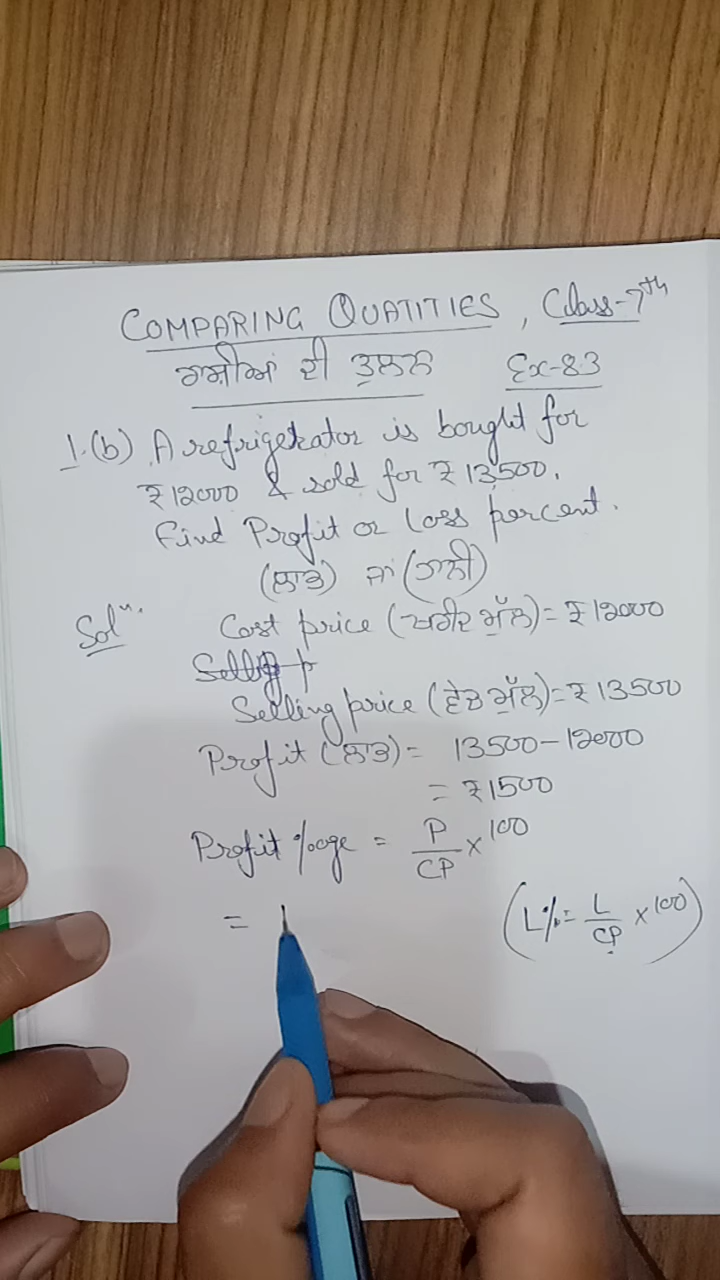 COMPARING QUATITIES, Class-7th
ਰਾਸ਼ੀਆਂ ਦੀ ਤੁਲਨ Ex-8.3
1.(b) A refrigerator is bought for
₹12000 & sold for ₹13500.
Find Profit or loss percent.
(ਲਾਭ) ਜਾਂ (ਹਾਨੀ)
Solⁿ. Cost price (ਖਰੀਦ ਮੁੱਲ) = ₹12000
Selling p
Selling price (ਵੇਚ ਮੁੱਲ) = ₹13500
Profit (ਲਾਭ) = 13500-12000
= ₹1500
Profit %age = P/CP × 100
= 1 (L% = L/CP × 100)